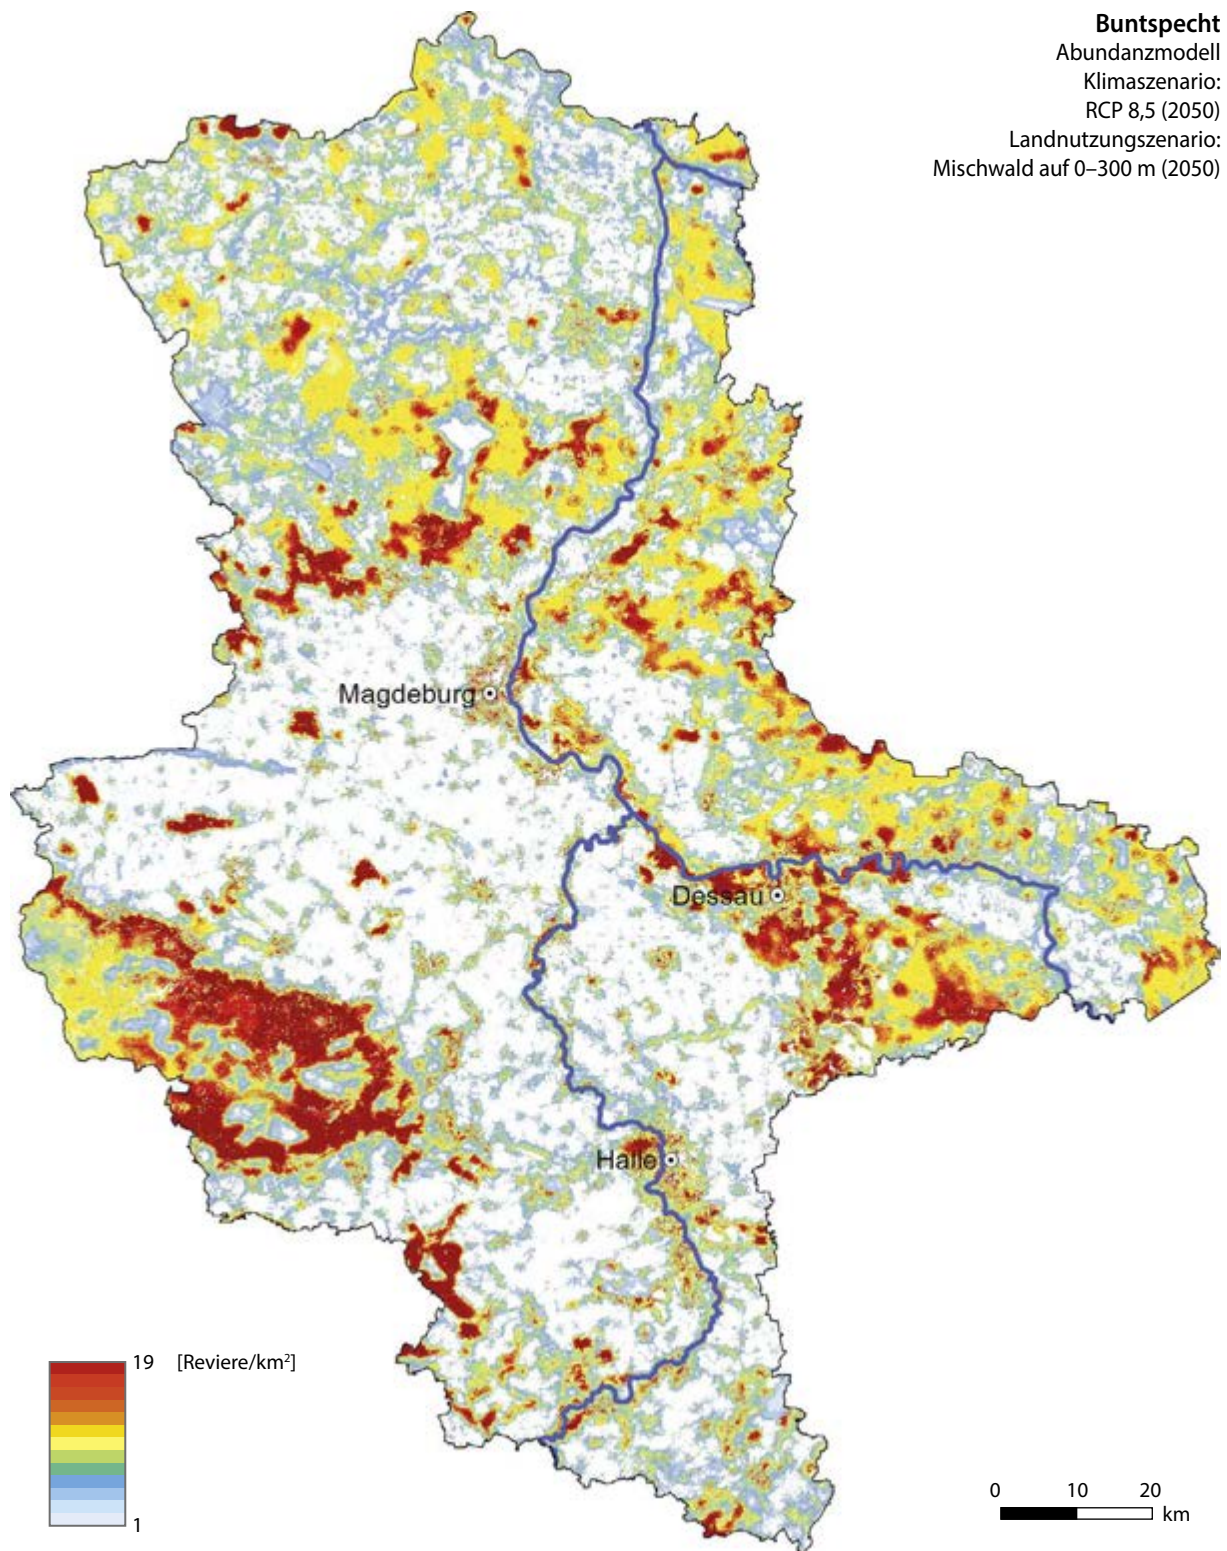 Buntspecht
Abundanzmodell
Klimaszenario:
RCP 8,5 (2050)
Landnutzungszenario:
Mischwald auf 0–300 m (2050)
Magdeburg
Dessau
Halle
19 [Reviere/km²]
1
0 10 20
km